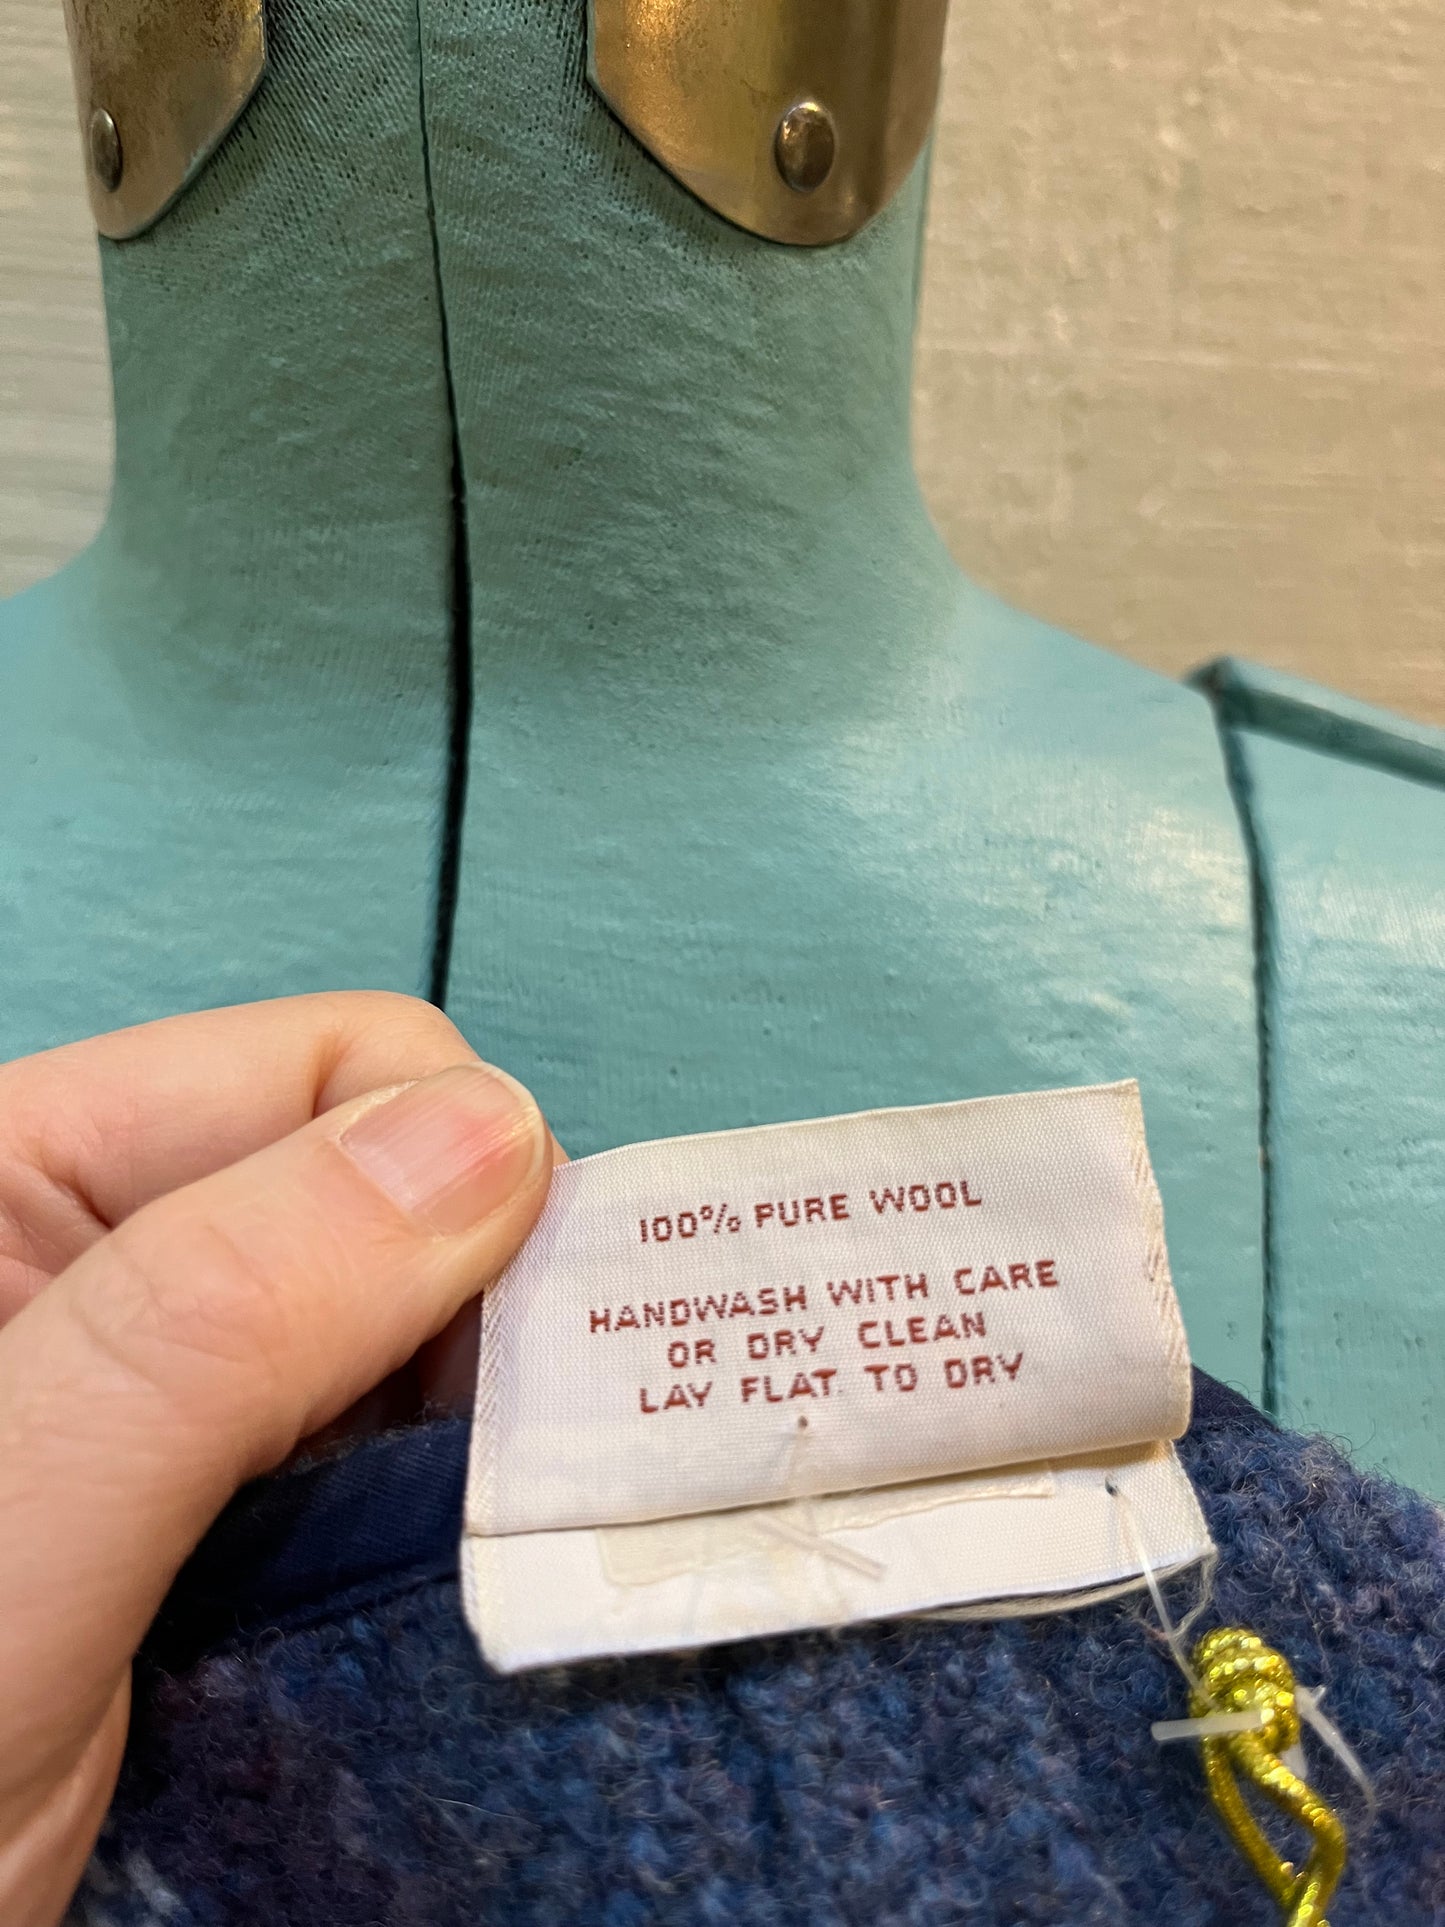 100% PURE WOOL
HANDWASH WITH CARE
OR DRY CLEAN
LAY FLAT. TO DRY